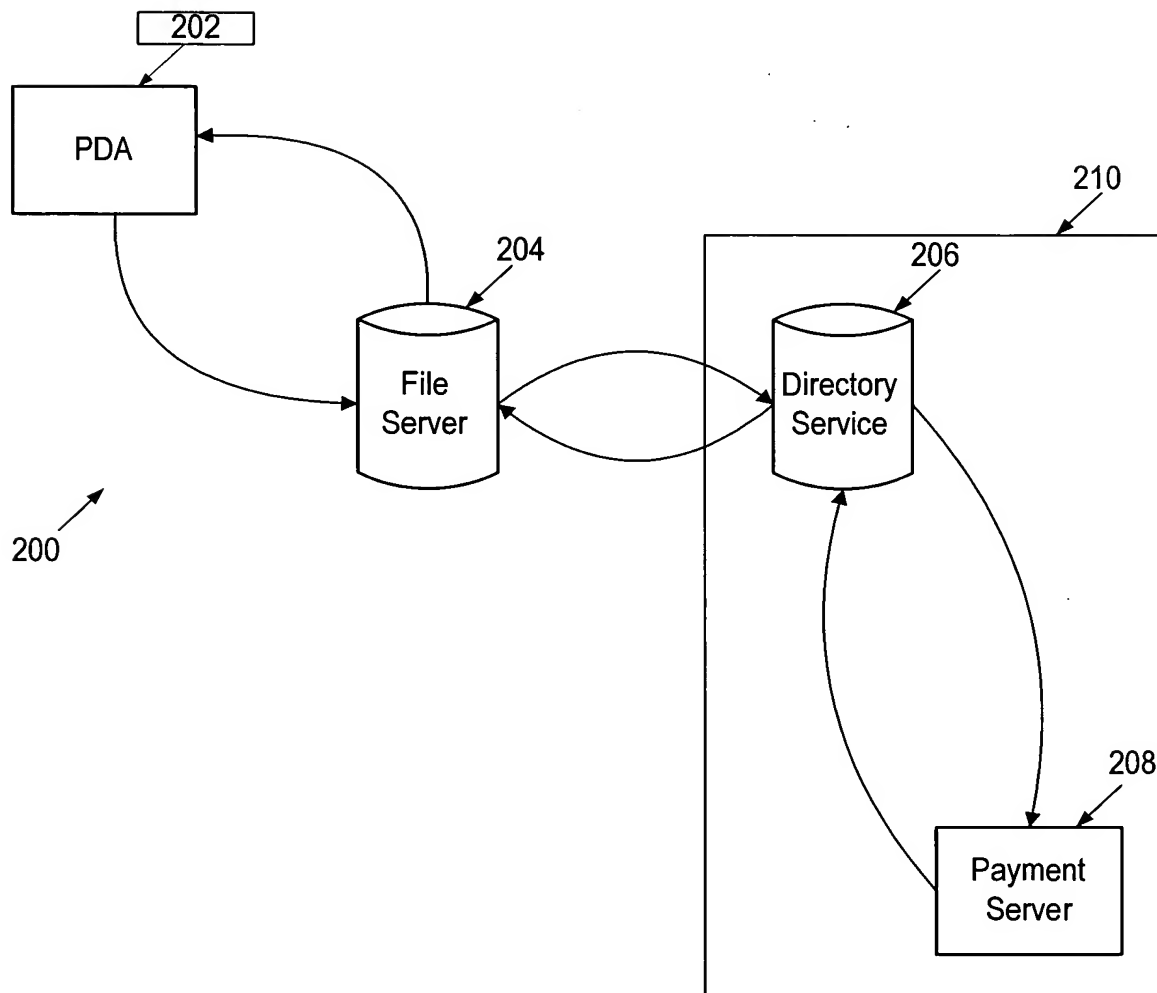 202
PDA
210
204
206
File
Server
Directory
Service
200
208
Payment
Server